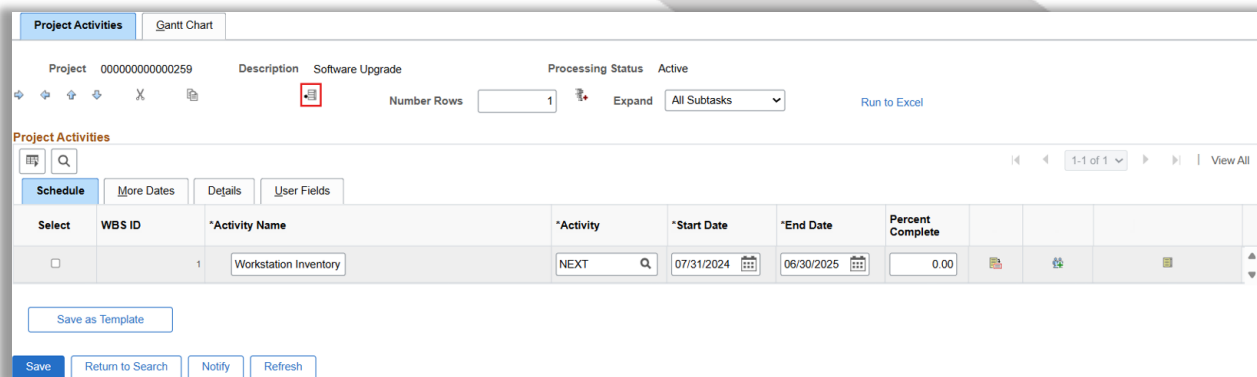 Project Activities Gantt Chart
Project 000000000000259 Description Software Upgrade Processing Status Active
Number Rows 1 Expand All Subtasks Run to Excel
Project Activities
1-1 of 1 View All
Schedule More Dates Details User Fields
Select WBS ID *Activity Name *Activity *Start Date *End Date Percent Complete
1 Workstation Inventory NEXT 07/31/2024 06/30/2025 0.00
Save as Template
Save Return to Search Notify Refresh